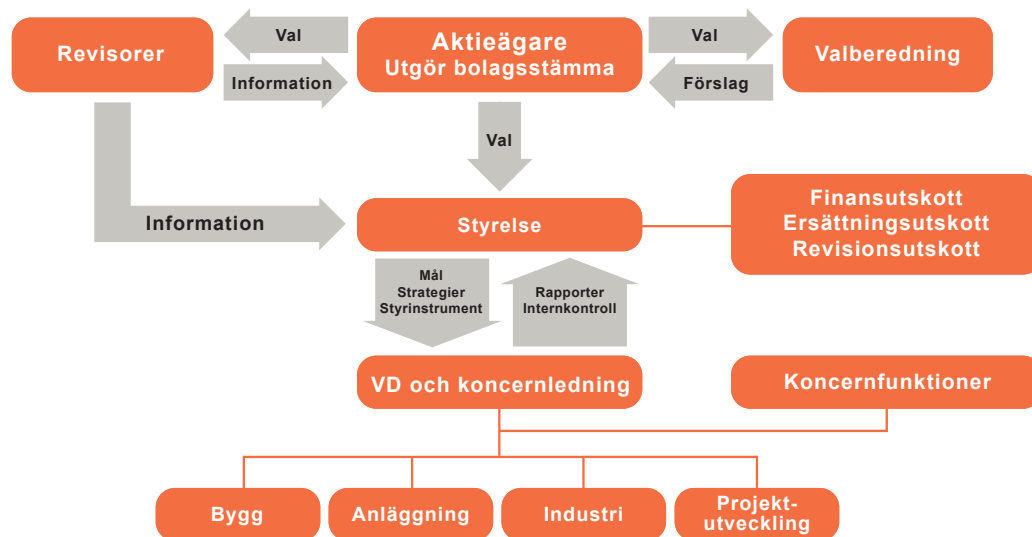 Revisorer
Val
Information
Aktieägare
Utgör bolagsstämma
Val
Förslag
Valberedning
Val
Information
Styrelse
Finansutskott
Ersättningsutskott
Revisionsutskott
Mål
Strategier
Styrinstrument
Rapporter
Internkontroll
VD och koncernledning
Koncernfunktioner
Bygg
Anläggning
Industri
Projekt-
utveckling